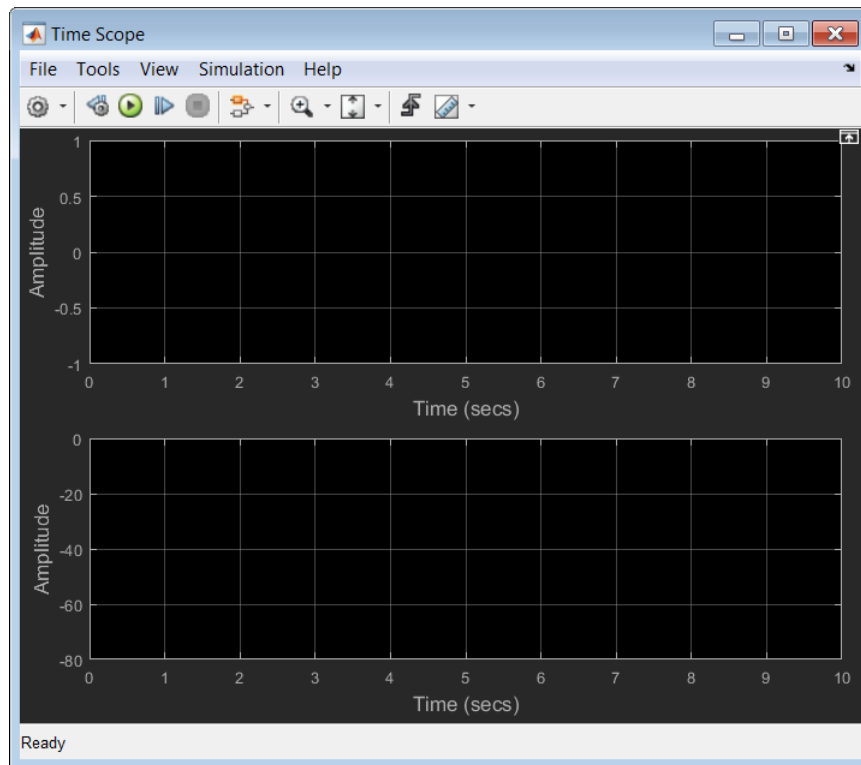 Time Scope
File Tools View Simulation Help
1
0.5
0
-0.5
-1
Amplitude
0 1 2 3 4 5 6 7 8 9 10
Time (secs)
0
-20
-40
-60
-80
Amplitude
0 1 2 3 4 5 6 7 8 9 10
Time (secs)
Ready